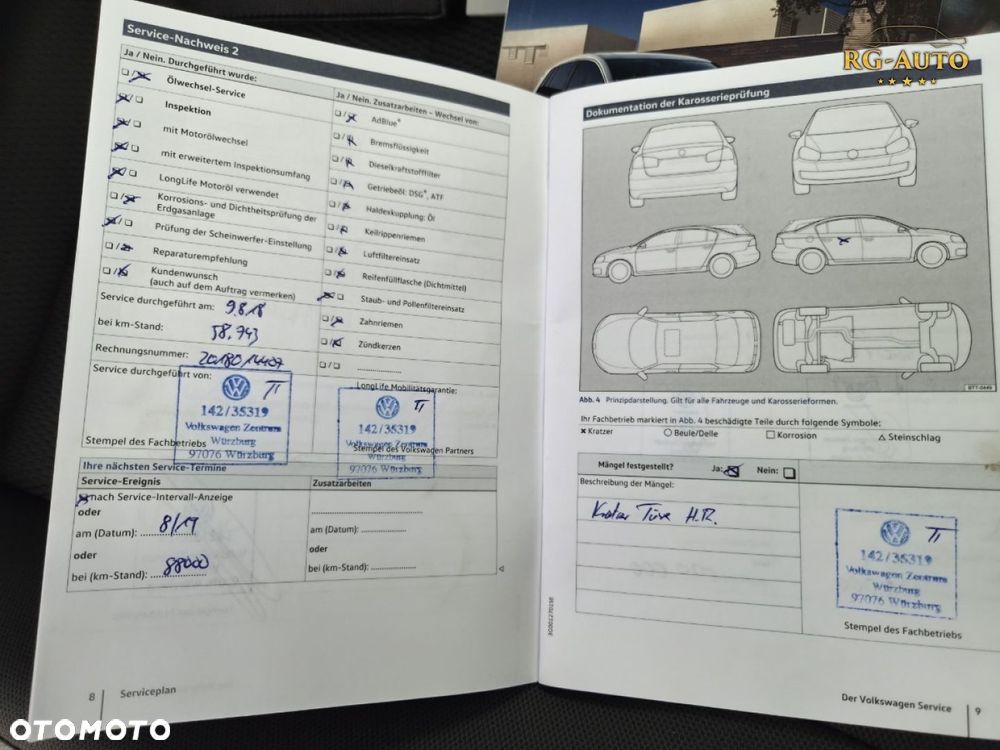 RG-AUTO
Service-Nachweis 2
Ja / Nein. Durchgeführt wurde:
Ölwechsel-Service
Inspektion
mit Motorölwechsel
mit erweitertem Inspektionsumfang
LongLife Motoröl verwendet
Korrosions- und Dichtheitsprüfung der
Erdgasanlage
Prüfung der Scheinwerfer-Einstellung
Reparaturempfehlung
Kundenwunsch
(auch auf dem Auftrag vermerken)
Service durchgeführt am: 9.8.18
bei km-Stand: 58.743
Rechnungsnummer:
Service durchgeführt von:
142/35319
Volkswagen Zentrum
Würzburg
97076 Würzburg
Stempel des Fachbetriebs
Ja / Nein. Zusatzarbeiten – Wechsel von:
AdBlue®
Bremsflüssigkeit
Dieselkraftstofffilter
Getriebeöl: DSG®, ATF
Haldexkupplung: Öl
Keilrippenriemen
Luftfiltereinsatz
Reifenfüllflasche (Dichtmittel)
Staub- und Pollenfiltereinsatz
Zahnriemen
Zündkerzen
LongLife Mobilitätsgarantie:
142/35319
Volkswagen Zentrum
Würzburg
97076 Würzburg
Stempel des Volkswagen Partners
Ihre nächsten Service-Termine
Service-Ereignis
nach Service-Intervall-Anzeige
oder
am (Datum): 8/19
oder
bei (km-Stand): 88000
Zusatzarbeiten
am (Datum):
oder
bei (km-Stand):
8 Serviceplan
Dokumentation der Karosserieprüfung
BTT-0449
Abb. 4 Prinzipdarstellung. Gilt für alle Fahrzeuge und Karosserieformen.
Ihr Fachbetrieb markiert in Abb. 4 beschädigte Teile durch folgende Symbole:
Kratzer Beule/Delle Korrosion Steinschlag
Mängel festgestellt? Ja: Nein:
Beschreibung der Mängel:
Türe H.R.
142/35319
Volkswagen Zentrum
Würzburg
97076 Würzburg
Stempel des Fachbetriebs
Der Volkswagen Service 9
OTOMOTO